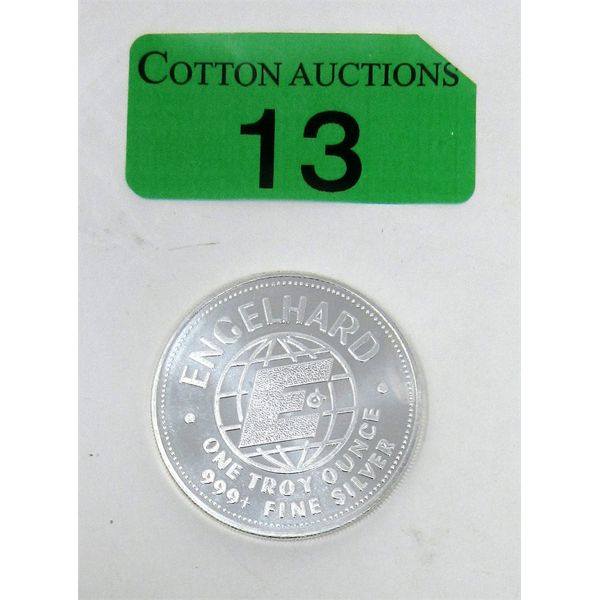 COTTON AUCTIONS
13
ENGELHARD
E
ONE TROY OUNCE
999+ FINE SILVER